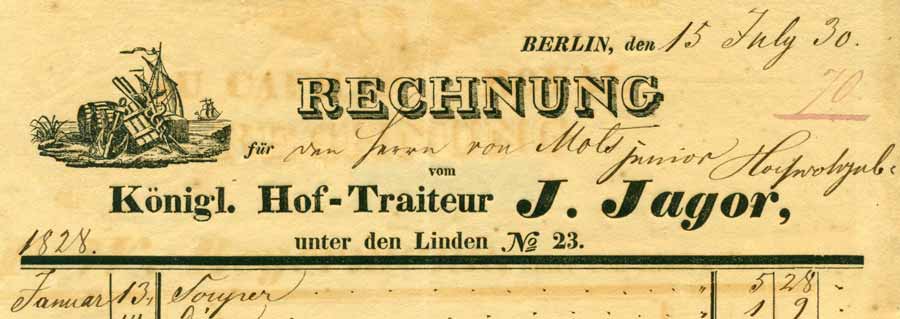 BERLIN, den 15 July 30.
RECHNUNG
70
für den Herrn von Mots junior Hochwohlgeb:
vom
Königl. Hof-Traiteur J. Jagor,
unter den Linden № 23.
1828.
Januar 13. Souper . . . . . . . . . . . . " 5 28 "
1 2